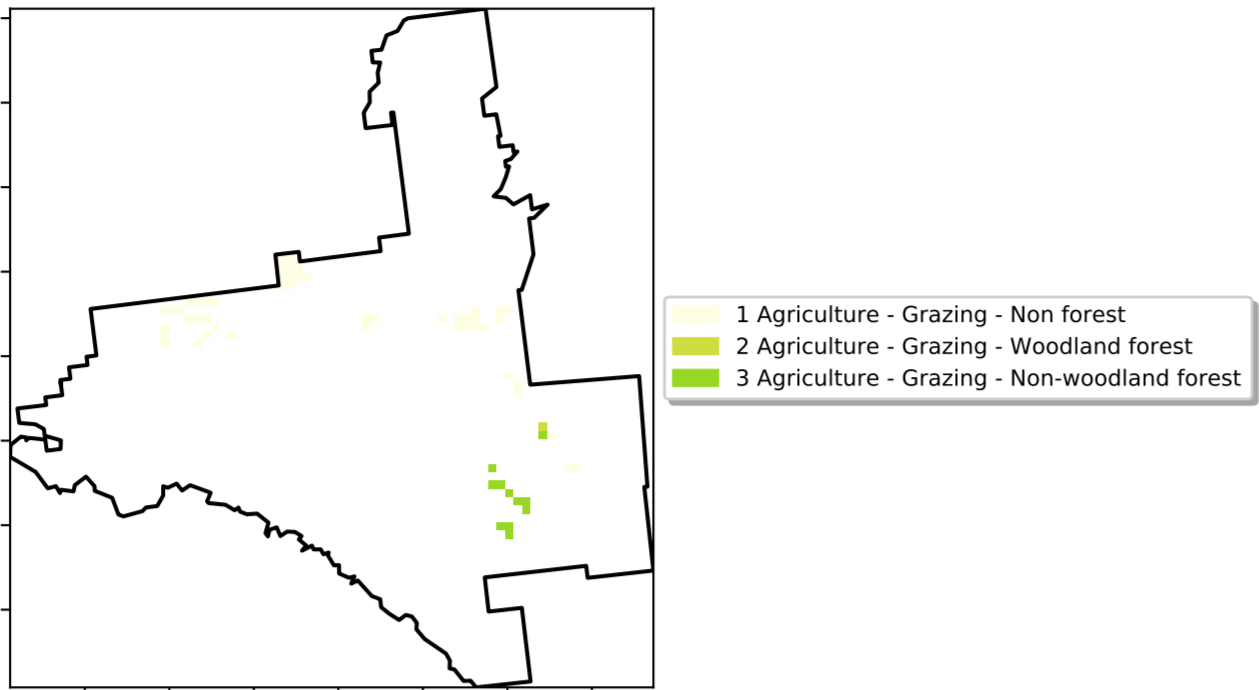 1 Agriculture - Grazing - Non forest
2 Agriculture - Grazing - Woodland forest
3 Agriculture - Grazing - Non-woodland forest